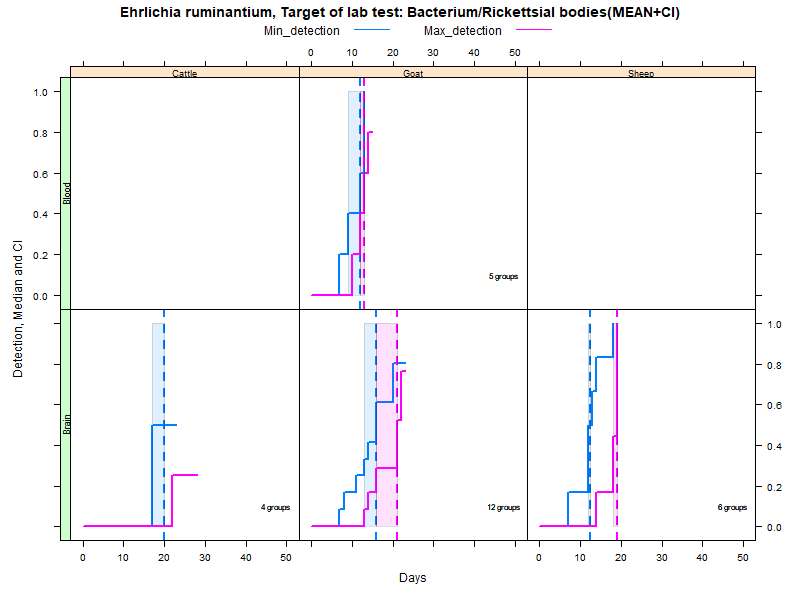 Ehrlichia ruminantium, Target of lab test: Bacterium/Rickettsial bodies(MEAN+CI)
Min_detection Max_detection
0 10 20 30 40 50
Cattle Goat Sheep
1.0
0.8
0.6
0.4
0.2
0.0
Blood
5 groups
Detection, Median and CI
Brain
1.0
0.8
0.6
0.4
0.2
0.0
4 groups 12 groups 6 groups
0 10 20 30 40 50 0 10 20 30 40 50
Days